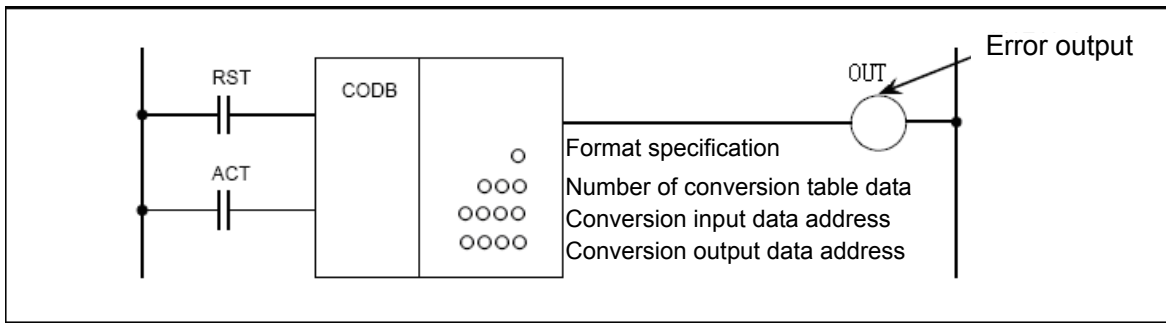 Error output
OUT
RST
CODB
Format specification
ACT
Number of conversion table data
Conversion input data address
Conversion output data address